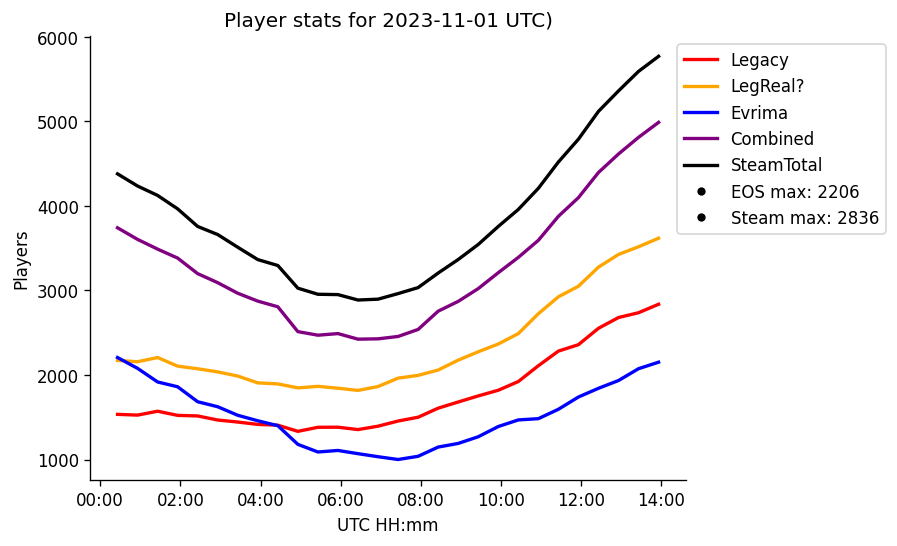 Player stats for 2023-11-01 UTC)
6000
5000
4000
3000
2000
1000
Players
00:00 02:00 04:00 06:00 08:00 10:00 12:00 14:00
UTC HH:mm
Legacy
LegReal?
Evrima
Combined
SteamTotal
EOS max: 2206
Steam max: 2836